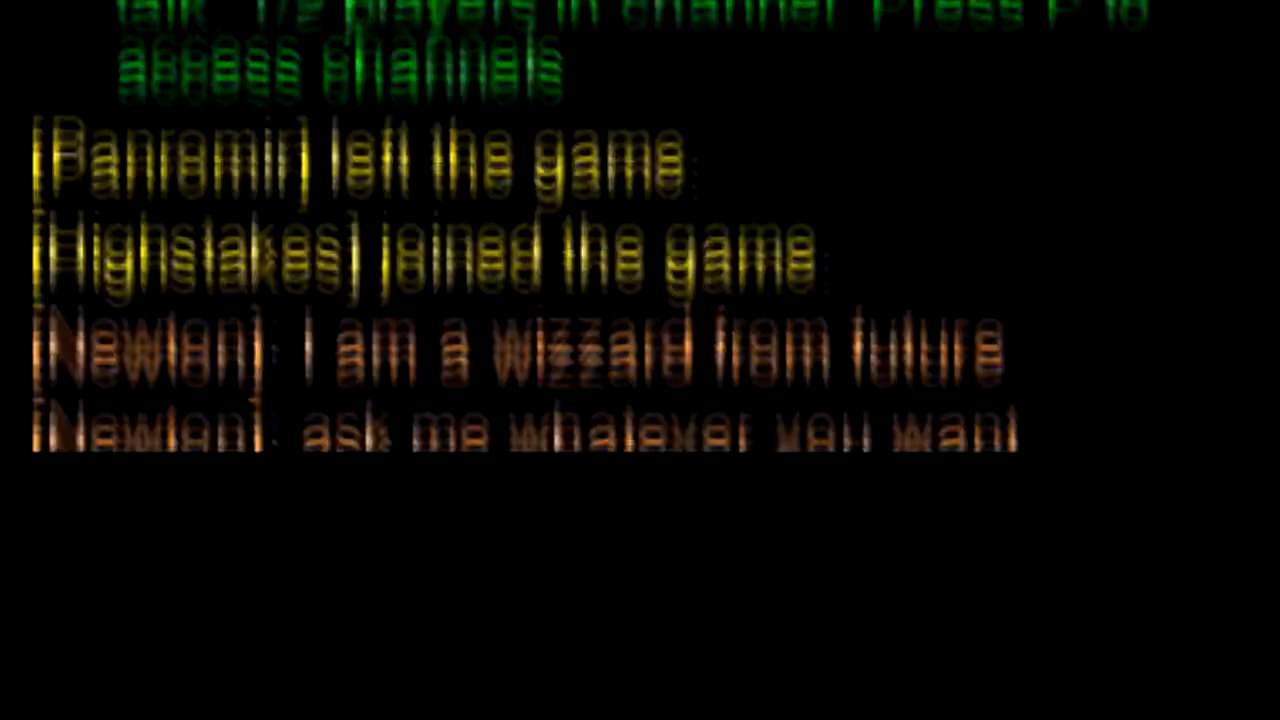 talk 1/2 players in channel Press P to
access channels
[Panromir] left the game
[Highstakes] joined the game
[Newton]: I am a wizzard from future
[Newton]: ask me whatever you want